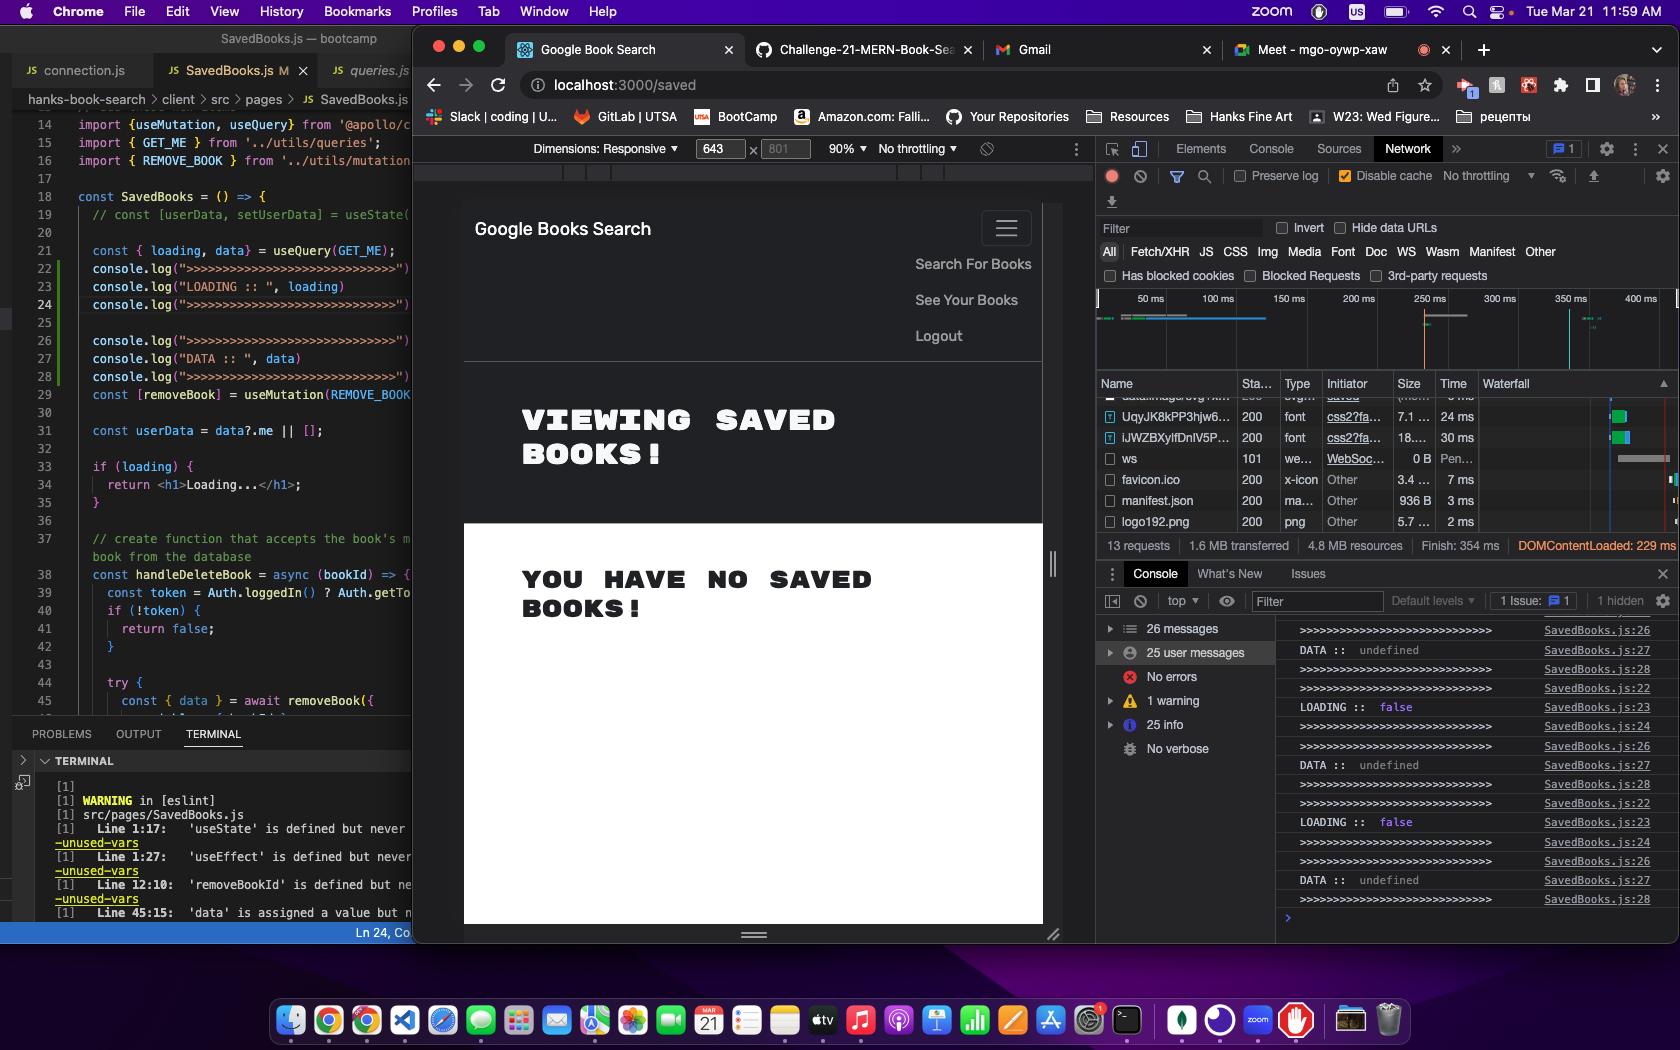 Chrome File Edit View History Bookmarks Profiles Tab Window Help zoom US Tue Mar 21 11:59 AM
SavedBooks.js — bootcamp
JS connection.js JS SavedBooks.js M JS queries.js
hanks-book-search > client > src > pages > JS SavedBooks.js
14 import {useMutation, useQuery} from '@apollo/c
15 import { GET_ME } from '../utils/queries';
16 import { REMOVE_BOOK } from '../utils/mutation
17
18 const SavedBooks = () => {
19 // const [userData, setUserData] = useState(
20
21 const { loading, data} = useQuery(GET_ME);
22 console.log(">>>>>>>>>>>>>>>>>>>>>>>>>>>>>")
23 console.log("LOADING :: ", loading)
24 console.log(">>>>>>>>>>>>>>>>>>>>>>>>>>>>>")
25
26 console.log(">>>>>>>>>>>>>>>>>>>>>>>>>>>>>")
27 console.log("DATA :: ", data)
28 console.log(">>>>>>>>>>>>>>>>>>>>>>>>>>>>>")
29 const [removeBook] = useMutation(REMOVE_BOOK
30
31 const userData = data?.me || [];
32
33 if (loading) {
34 return <h1>Loading...</h1>;
35 }
36
37 // create function that accepts the book's m
book from the database
38 const handleDeleteBook = async (bookId) => {
39 const token = Auth.loggedIn() ? Auth.getTo
40 if (!token) {
41 return false;
42 }
43
44 try {
45 const { data } = await removeBook({
PROBLEMS OUTPUT TERMINAL
TERMINAL
[1]
[1] WARNING in [eslint]
[1] src/pages/SavedBooks.js
[1] Line 1:17: 'useState' is defined but never
-unused-vars
[1] Line 1:27: 'useEffect' is defined but never
-unused-vars
[1] Line 12:10: 'removeBookId' is defined but ne
-unused-vars
[1] Line 45:15: 'data' is assigned a value but n
Ln 24, Co
Google Book Search Challenge-21-MERN-Book-Sea Gmail Meet - mgo-oywp-xaw
localhost:3000/saved
Slack | coding | U... GitLab | UTSA BootCamp Amazon.com: Falli... Your Repositories Resources Hanks Fine Art W23: Wed Figure... рецепты »
Dimensions: Responsive 643 × 801 90% No throttling
Google Books Search
Search For Books
See Your Books
Logout
VIEWING SAVED
BOOKS!
YOU HAVE NO SAVED
BOOKS!
Elements Console Sources Network » 1
Preserve log Disable cache No throttling
Filter Invert Hide data URLs
All Fetch/XHR JS CSS Img Media Font Doc WS Wasm Manifest Other
Has blocked cookies Blocked Requests 3rd-party requests
50 ms 100 ms 150 ms 200 ms 250 ms 300 ms 350 ms 400 ms
Name Sta... Type Initiator Size Time Waterfall
UqyJK8kPP3hjw6... 200 font css2?fa... 7.1 ... 24 ms
iJWZBXyIfDnIV5P... 200 font css2?fa... 18.... 30 ms
ws 101 we... WebSoc... 0 B Pen...
favicon.ico 200 x-icon Other 3.4 ... 7 ms
manifest.json 200 ma... Other 936 B 3 ms
logo192.png 200 png Other 5.7 ... 2 ms
13 requests 1.6 MB transferred 4.8 MB resources Finish: 354 ms DOMContentLoaded: 229 ms
Console What's New Issues
top Filter Default levels 1 Issue: 1 1 hidden
26 messages
25 user messages
No errors
1 warning
25 info
No verbose
>>>>>>>>>>>>>>>>>>>>>>>>>>>>> SavedBooks.js:26
DATA :: undefined SavedBooks.js:27
>>>>>>>>>>>>>>>>>>>>>>>>>>>>> SavedBooks.js:28
>>>>>>>>>>>>>>>>>>>>>>>>>>>>> SavedBooks.js:22
LOADING :: false SavedBooks.js:23
>>>>>>>>>>>>>>>>>>>>>>>>>>>>> SavedBooks.js:24
>>>>>>>>>>>>>>>>>>>>>>>>>>>>> SavedBooks.js:26
DATA :: undefined SavedBooks.js:27
>>>>>>>>>>>>>>>>>>>>>>>>>>>>> SavedBooks.js:28
>>>>>>>>>>>>>>>>>>>>>>>>>>>>> SavedBooks.js:22
LOADING :: false SavedBooks.js:23
>>>>>>>>>>>>>>>>>>>>>>>>>>>>> SavedBooks.js:24
>>>>>>>>>>>>>>>>>>>>>>>>>>>>> SavedBooks.js:26
DATA :: undefined SavedBooks.js:27
>>>>>>>>>>>>>>>>>>>>>>>>>>>>> SavedBooks.js:28
MAR 21 tv 1 zoom